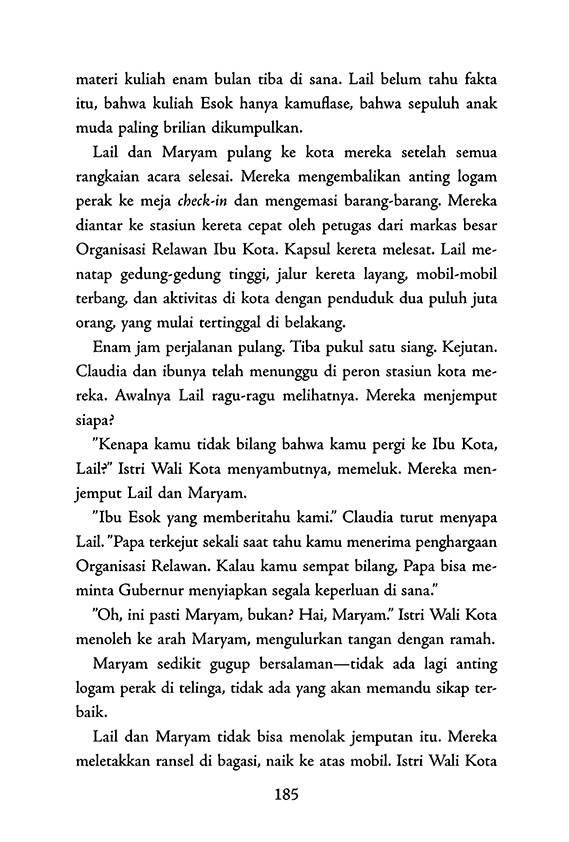 materi kuliah enam bulan tiba di sana. Lail belum tahu fakta
itu, bahwa kuliah Esok hanya kamuflase, bahwa sepuluh anak
muda paling brilian dikumpulkan.
Lail dan Maryam pulang ke kota mereka setelah semua
rangkaian acara selesai. Mereka mengembalikan anting logam
perak ke meja check-in dan mengemasi barang-barang. Mereka
diantar ke stasiun kereta cepat oleh petugas dari markas besar
Organisasi Relawan Ibu Kota. Kapsul kereta melesat. Lail me-
natap gedung-gedung tinggi, jalur kereta layang, mobil-mobil
terbang, dan aktivitas di kota dengan penduduk dua puluh juta
orang, yang mulai tertinggal di belakang.
Enam jam perjalanan pulang. Tiba pukul satu siang. Kejutan.
Claudia dan ibunya telah menunggu di peron stasiun kota me-
reka. Awalnya Lail ragu-ragu melihatnya. Mereka menjemput
siapa?
”Kenapa kamu tidak bilang bahwa kamu pergi ke Ibu Kota,
Lail?” Istri Wali Kota menyambutnya, memeluk. Mereka men-
jemput Lail dan Maryam.
”Ibu Esok yang memberitahu kami.” Claudia turut menyapa
Lail. ”Papa terkejut sekali saat tahu kamu menerima penghargaan
Organisasi Relawan. Kalau kamu sempat bilang, Papa bisa me-
minta Gubernur menyiapkan segala keperluan di sana.”
”Oh, ini pasti Maryam, bukan? Hai, Maryam.” Istri Wali Kota
menoleh ke arah Maryam, mengulurkan tangan dengan ramah.
Maryam sedikit gugup bersalaman—tidak ada lagi anting
logam perak di telinga, tidak ada yang akan memandu sikap ter-
baik.
Lail dan Maryam tidak bisa menolak jemputan itu. Mereka
meletakkan ransel di bagasi, naik ke atas mobil. Istri Wali Kota
185